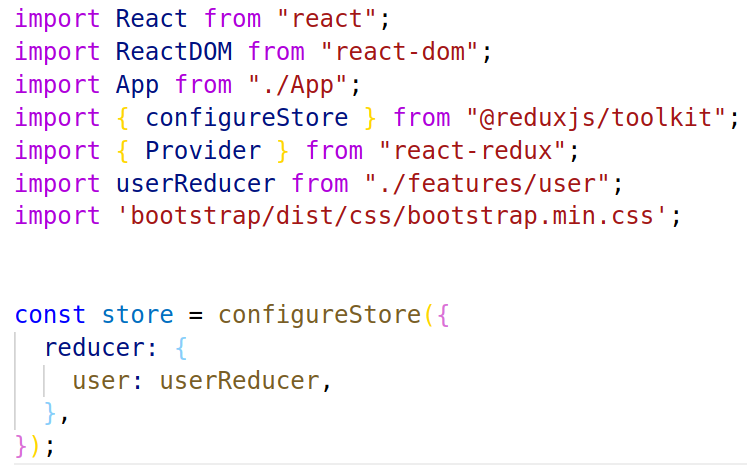 import React from "react";
import ReactDOM from "react-dom";
import App from "./App";
import { configureStore } from "@reduxjs/toolkit";
import { Provider } from "react-redux";
import userReducer from "./features/user";
import 'bootstrap/dist/css/bootstrap.min.css';
const store = configureStore({
  reducer: {
    user: userReducer,
  },
});